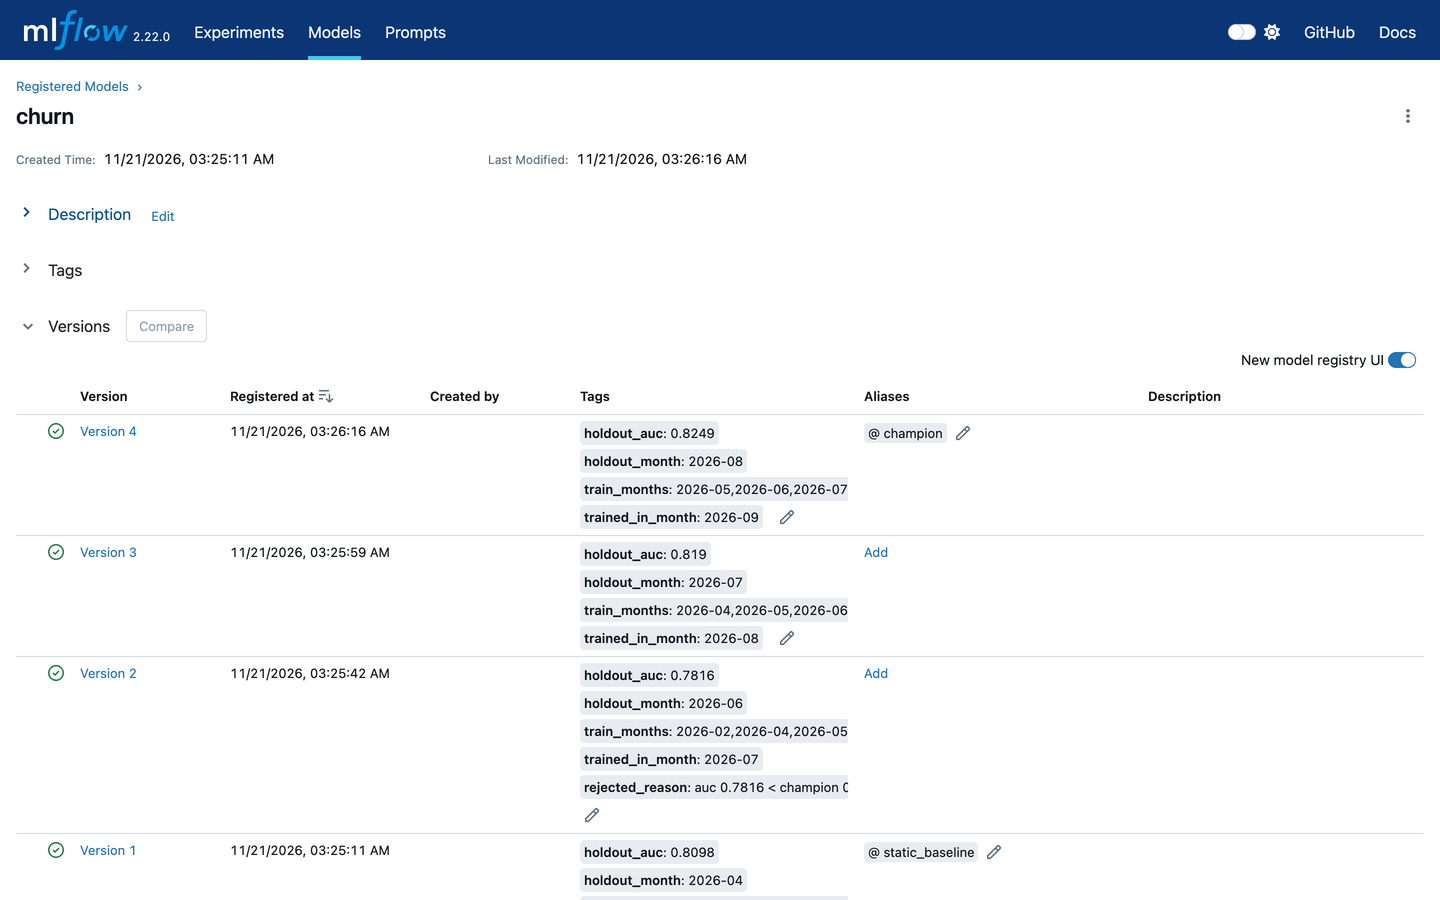 mlflow 2.22.0 Experiments Models Prompts GitHub Docs
Registered Models
churn
Created Time: 11/21/2026, 03:25:11 AM Last Modified: 11/21/2026, 03:26:16 AM
Description Edit
Tags
Versions Compare
New model registry UI
Version Registered at Created by Tags Aliases Description
Version 4 11/21/2026, 03:26:16 AM holdout_auc: 0.8249 @ champion
holdout_month: 2026-08
train_months: 2026-05,2026-06,2026-07
trained_in_month: 2026-09
Version 3 11/21/2026, 03:25:59 AM holdout_auc: 0.819 Add
holdout_month: 2026-07
train_months: 2026-04,2026-05,2026-06
trained_in_month: 2026-08
Version 2 11/21/2026, 03:25:42 AM holdout_auc: 0.7816 Add
holdout_month: 2026-06
train_months: 2026-02,2026-04,2026-05
trained_in_month: 2026-07
rejected_reason: auc 0.7816 < champion
Version 1 11/21/2026, 03:25:11 AM holdout_auc: 0.8098 @ static_baseline
holdout_month: 2026-04